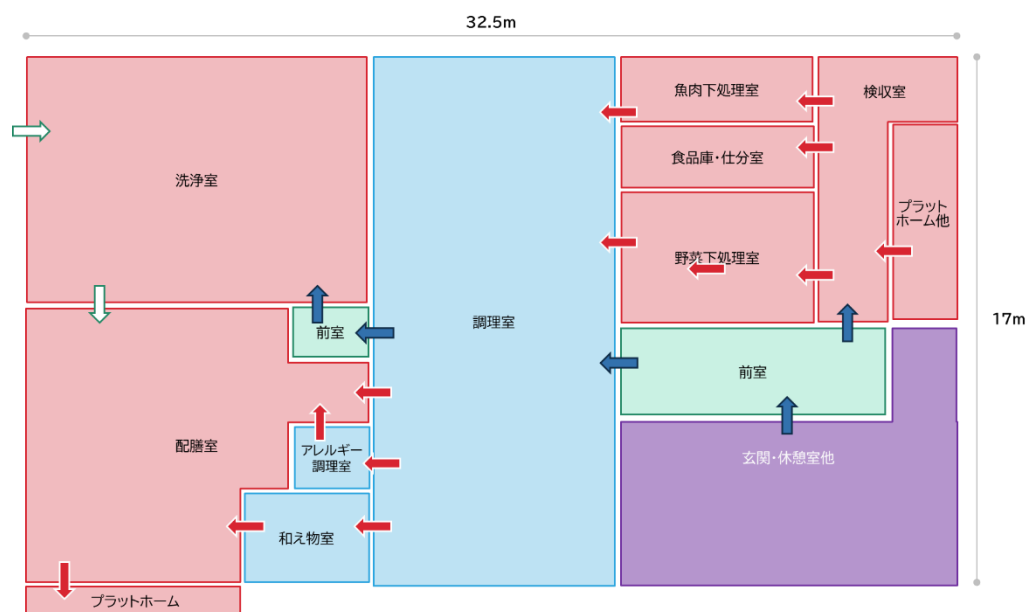 32.5m
魚肉下処理室
検収室
食品庫・仕分室
洗浄室
プラット
ホーム他
野菜下処理室
17m
前室
調理室
前室
配膳室
アレルギー
調理室
玄関・休憩室他
和え物室
プラットホーム